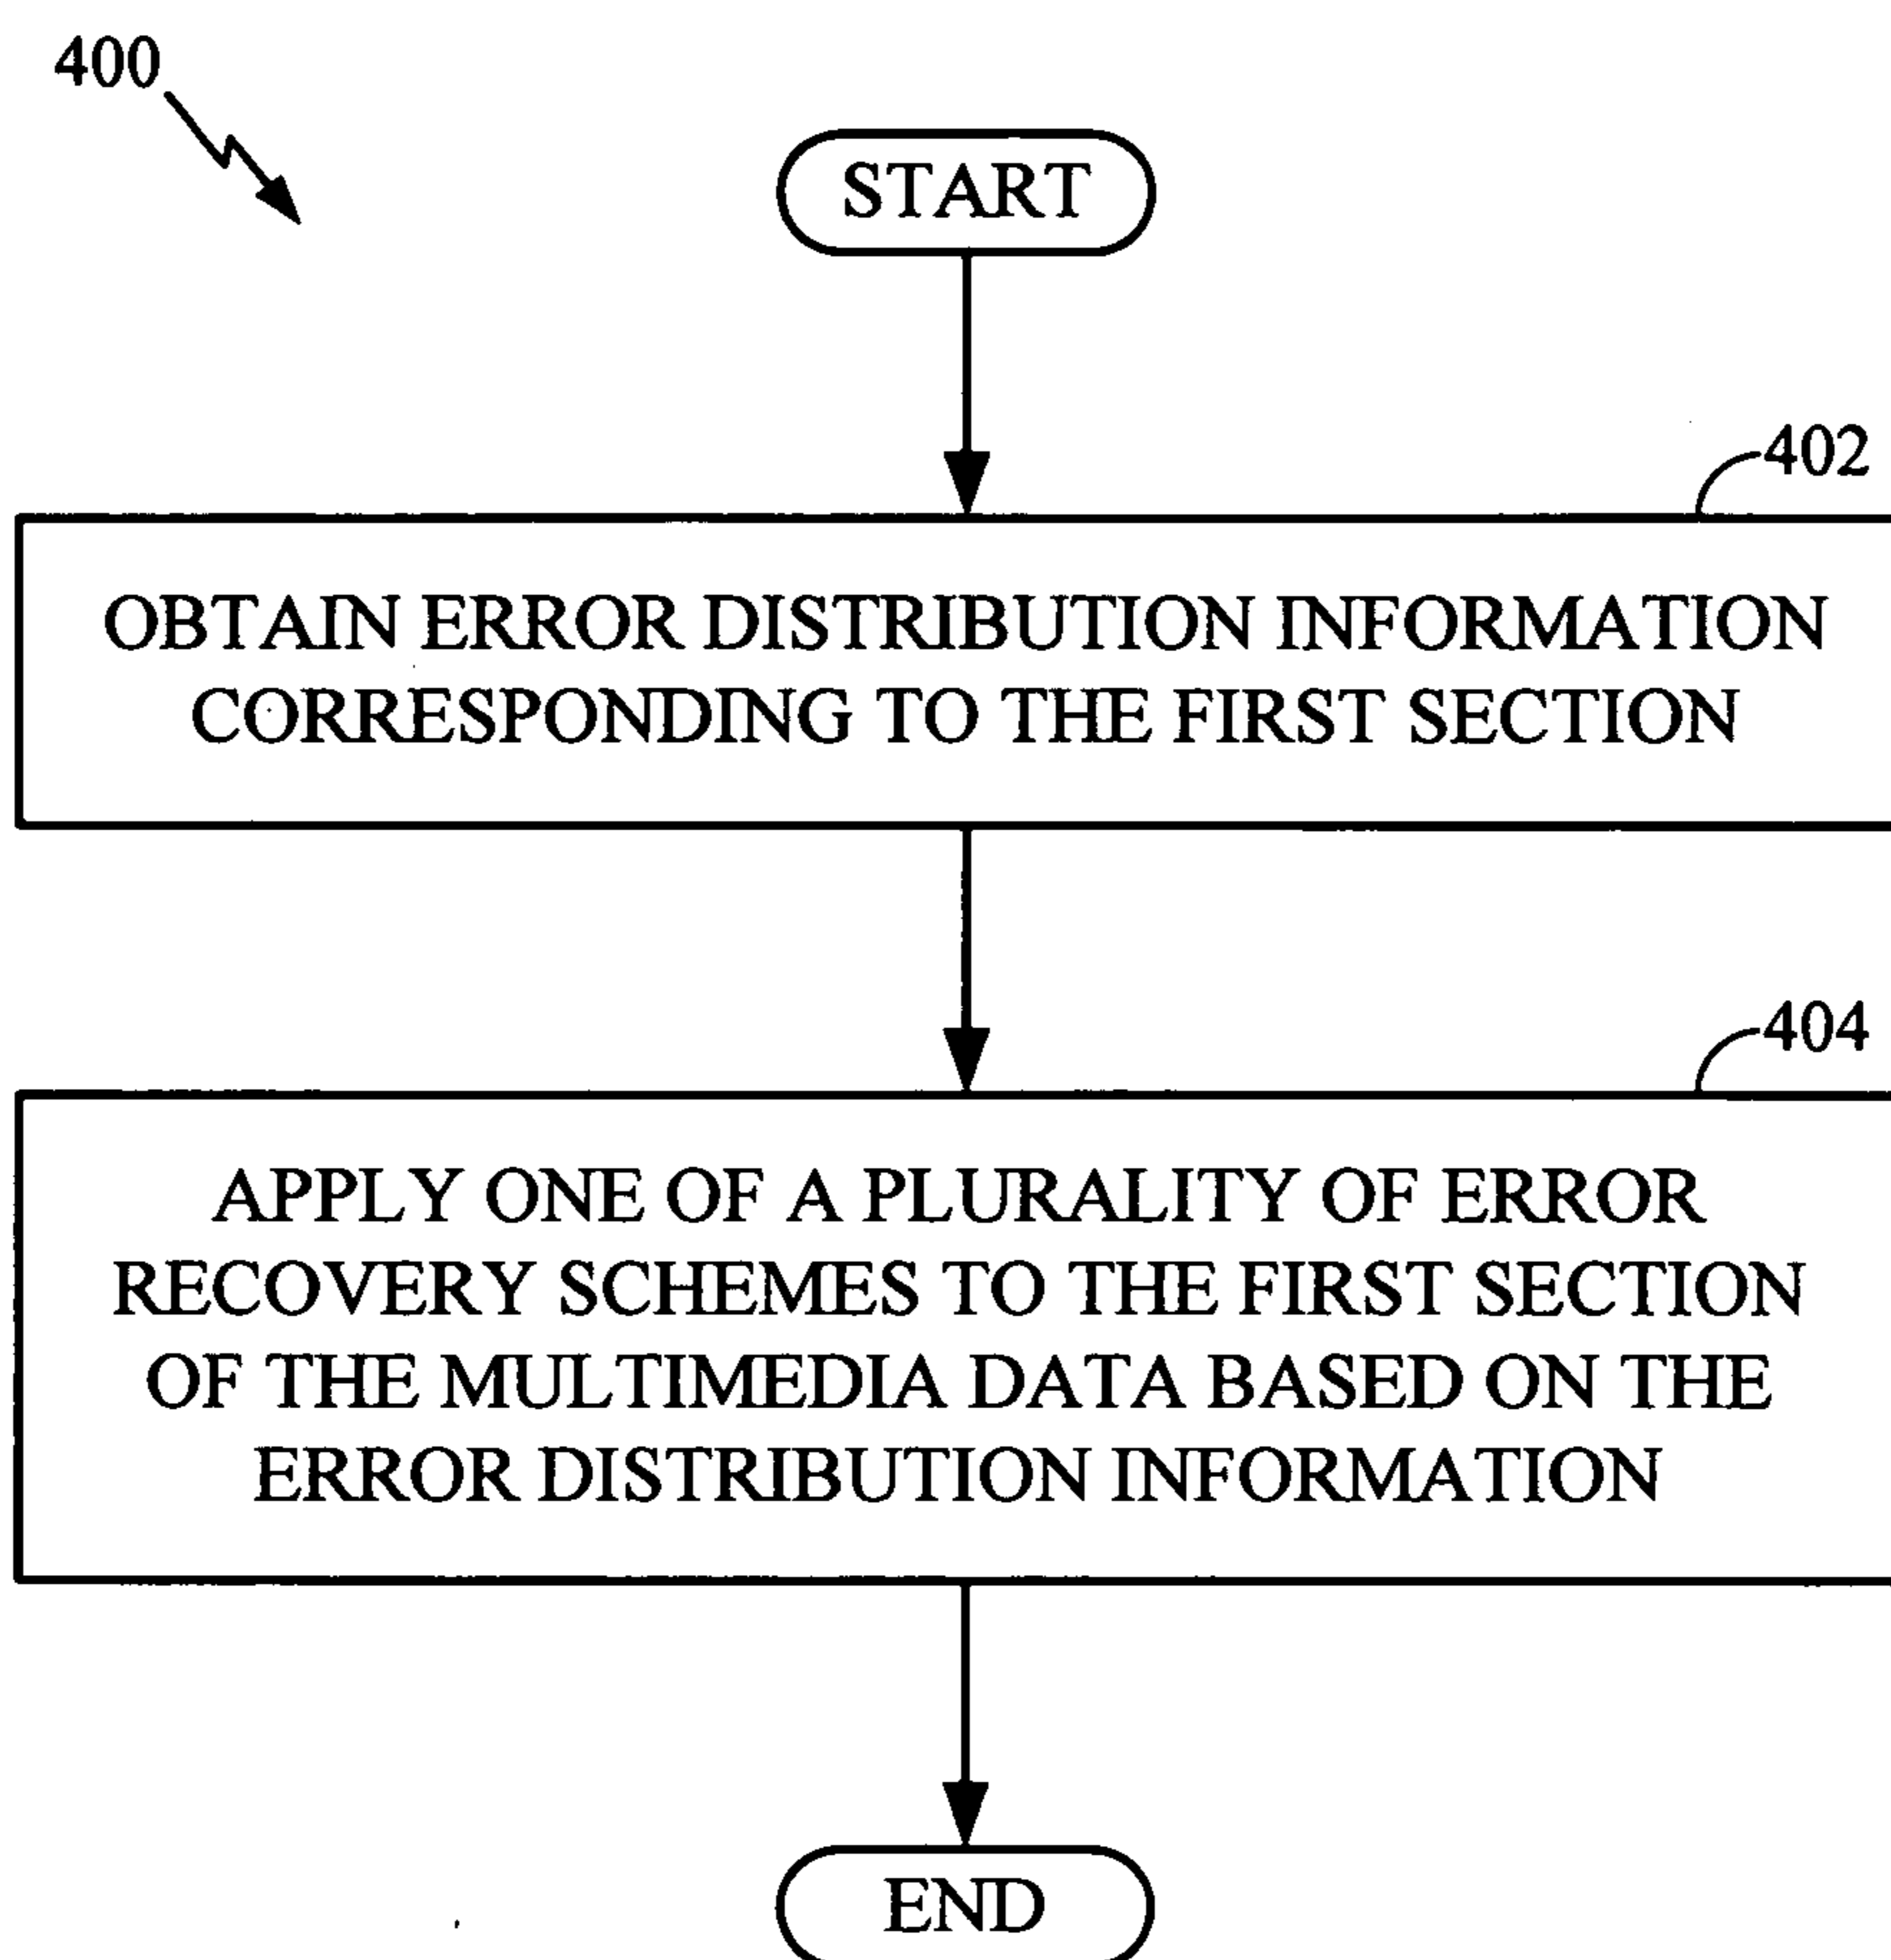 400
START
402
OBTAIN ERROR DISTRIBUTION INFORMATION
CORRESPONDING TO THE FIRST SECTION
404
APPLY ONE OF A PLURALITY OF ERROR
RECOVERY SCHEMES TO THE FIRST SECTION
OF THE MULTIMEDIA DATA BASED ON THE
ERROR DISTRIBUTION INFORMATION
END